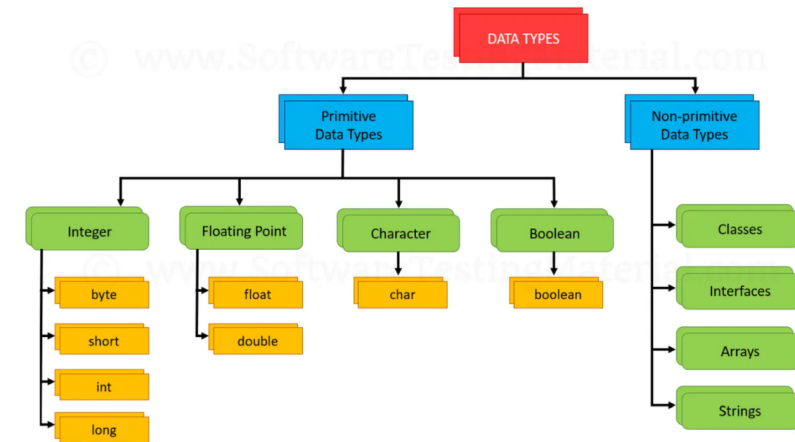 DATA TYPES
© www.SoftwareTestingMaterial.com
Primitive
Data Types
Non-primitive
Data Types
Integer
Floating Point
Character
Boolean
Classes
© www.SoftwareTestingMaterial.com
byte
float
char
boolean
Interfaces
short
double
Arrays
int
Strings
long